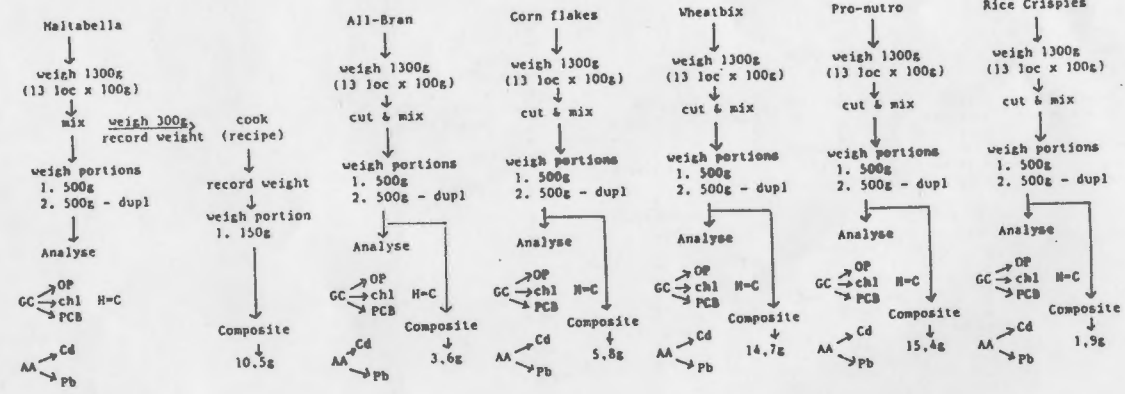 Maltabella
weigh 1300g
(13 loc x 100g)
mix
weigh 300g
record weight
cook
(recipe)
weigh portions
1. 500g
2. 500g - dupl
record weight
weigh portion
1. 150g
Analyse
GC OP
chl H=C
PCB
AA Cd
Pb
Composite
10,5g
All-Bran
weigh 1300g
(13 loc x 100g)
cut & mix
weigh portions
1. 500g
2. 500g - dupl
Analyse
GC OP
chl H=C
PCB
AA Cd
Pb
Composite
3,6g
Corn flakes
weigh 1300g
(13 loc x 100g)
cut & mix
weigh portions
1. 500g
2. 500g - dupl
Analyse
GC OP
chl H=C
PCB
AA Cd
Pb
Composite
5,8g
Wheatbix
weigh 1300g
(13 loc x 100g)
cut & mix
weigh portions
1. 500g
2. 500g - dupl
Analyse
GC OP
chl H=C
PCB
AA Cd
Pb
Composite
14,7g
Pro-nutro
weigh 1300g
(13 loc x 100g)
cut & mix
weigh portions
1. 500g
2. 500g - dupl
Analyse
GC OP
chl H=C
PCB
AA Cd
Pb
Composite
15,4g
Rice Crispies
weigh 1300g
(13 loc x 100g)
cut & mix
weigh portions
1. 500g
2. 500g - dupl
Analyse
GC OP
chl H=C
PCB
AA Cd
Pb
Composite
1,9g